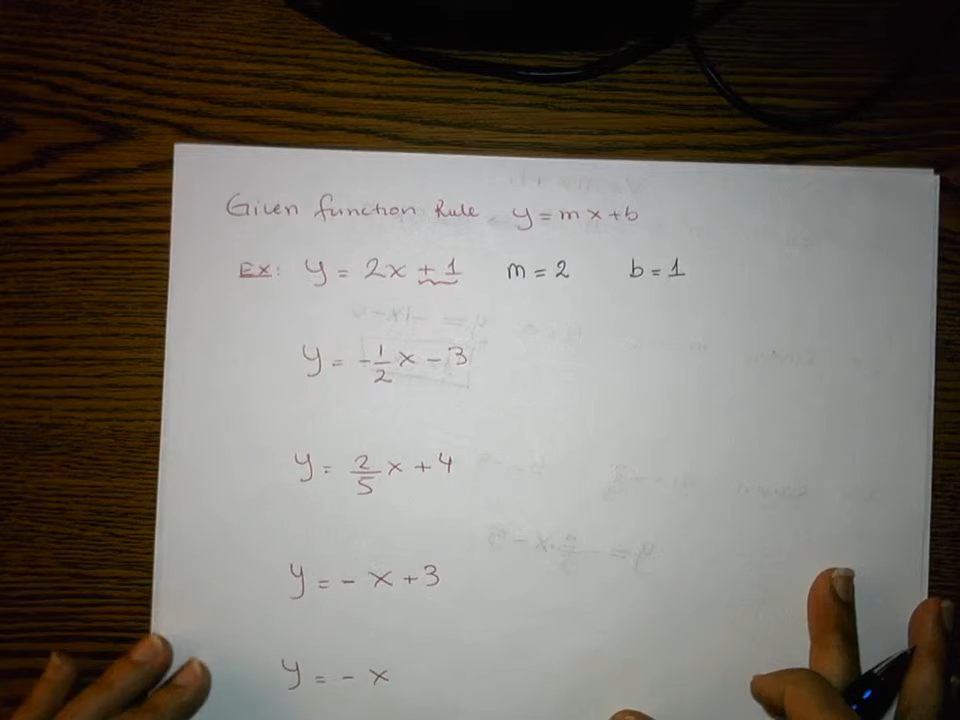 Given function Rule y = mx + b
EX: y = 2x + 1 m = 2 b = 1
y = -1/2 x - 3
y = 2/5 x + 4
y = - x + 3
y = - x